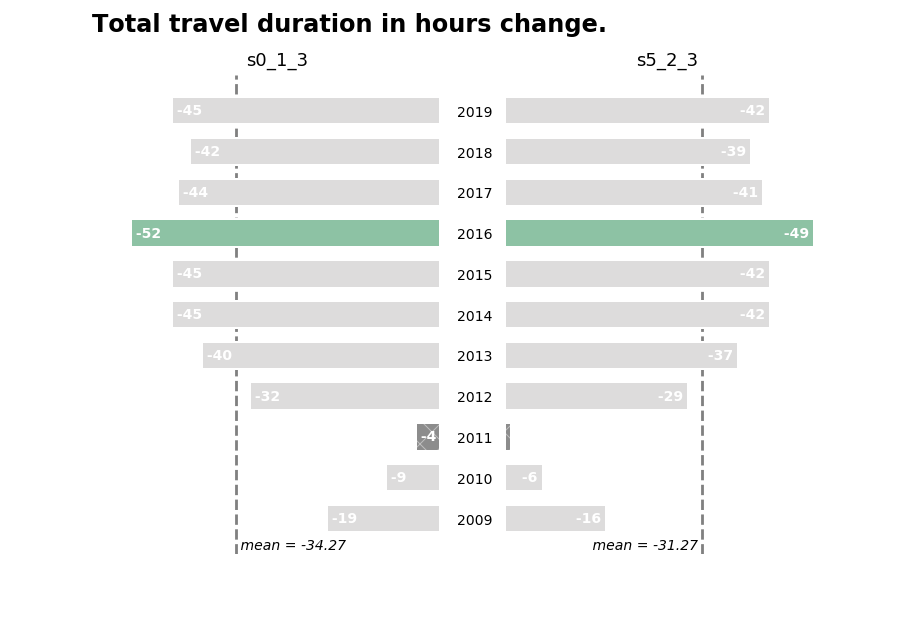 Total travel duration in hours change.
s0_1_3 s5_2_3
-45 2019 -42
-42 2018 -39
-44 2017 -41
-52 2016 -49
-45 2015 -42
-45 2014 -42
-40 2013 -37
-32 2012 -29
-4 2011
-9 2010 -6
-19 2009 -16
mean = -34.27 mean = -31.27